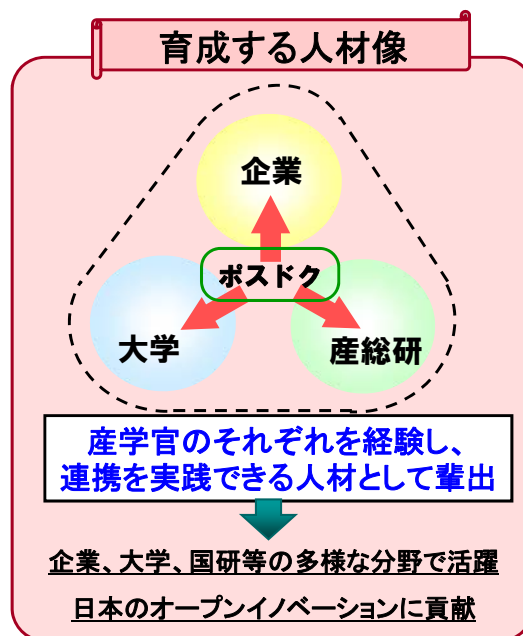 育成する人材像
企業
ポスドク
大学
産総研
産学官のそれぞれを経験し、
連携を実践できる人材として輩出
企業、大学、国研等の多様な分野で活躍
日本のオープンイノベーションに貢献